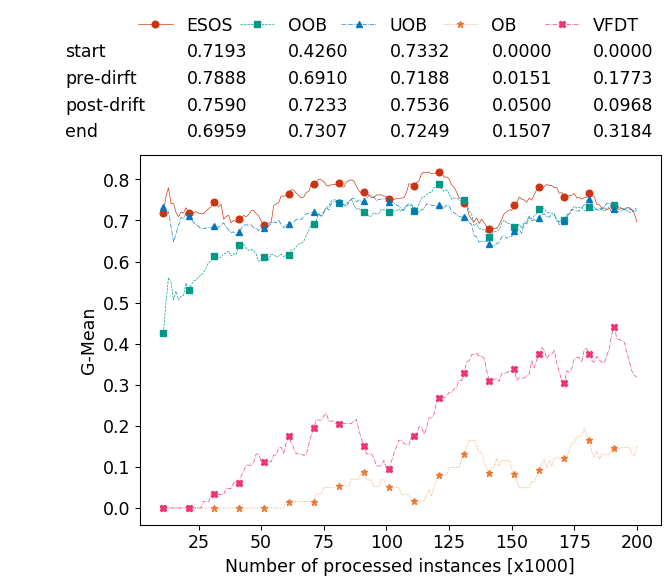 ESOS OOB UOB OB VFDT
start 0.7193 0.4260 0.7332 0.0000 0.0000
pre-dirft 0.7888 0.6910 0.7188 0.0151 0.1773
post-drift 0.7590 0.7233 0.7536 0.0500 0.0968
end 0.6959 0.7307 0.7249 0.1507 0.3184
0.8
0.7
0.6
0.5
0.4
0.3
0.2
0.1
0.0
G-Mean
25 50 75 100 125 150 175 200
Number of processed instances [x1000]